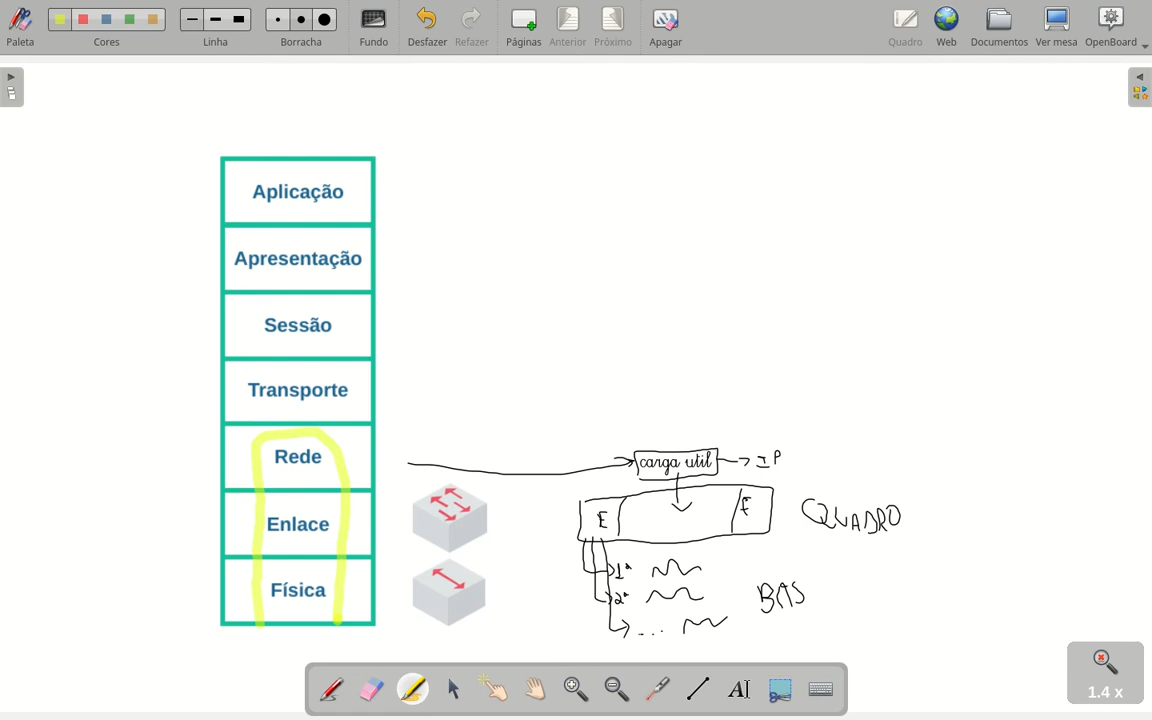 Paleta
Cores
Linha
Borracha
Fundo
Desfazer
Refazer
Páginas
Anterior
Próximo
Apagar
Quadro
Web
Documentos
Ver mesa
OpenBoard
Aplicação
Apresentação
Sessão
Transporte
Rede
carga util
IP
Enlace
E
QUADRO
Física
1ª
2ª
...
1.4 x